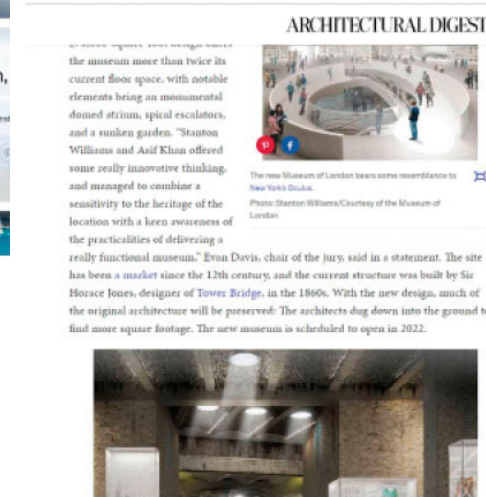 ARCHITECTURAL DIGEST
the museum more than twice its
current floor space, with notable
elements being an monumental
domed atrium, spiral escalators,
and a sunken garden. "Stanton
Williams and Asif Khan offered
some really innovative thinking,
and managed to combine a
sensitivity to the heritage of the
location with a keen awareness of
the practicalities of delivering a
The new Museum of London bears some resemblance to
New York's Oculus.
Photo: Stanton Williams/Courtesy of the Museum of
London
really functional museum," Evan Davis, chair of the jury, said in a statement. The site
has been a market since the 12th century, and the current structure was built by Sir
Horace Jones, designer of Tower Bridge, in the 1860s. With the new design, much of
the original architecture will be preserved: The architects dug down into the ground t
find more square footage. The new museum is scheduled to open in 2022.